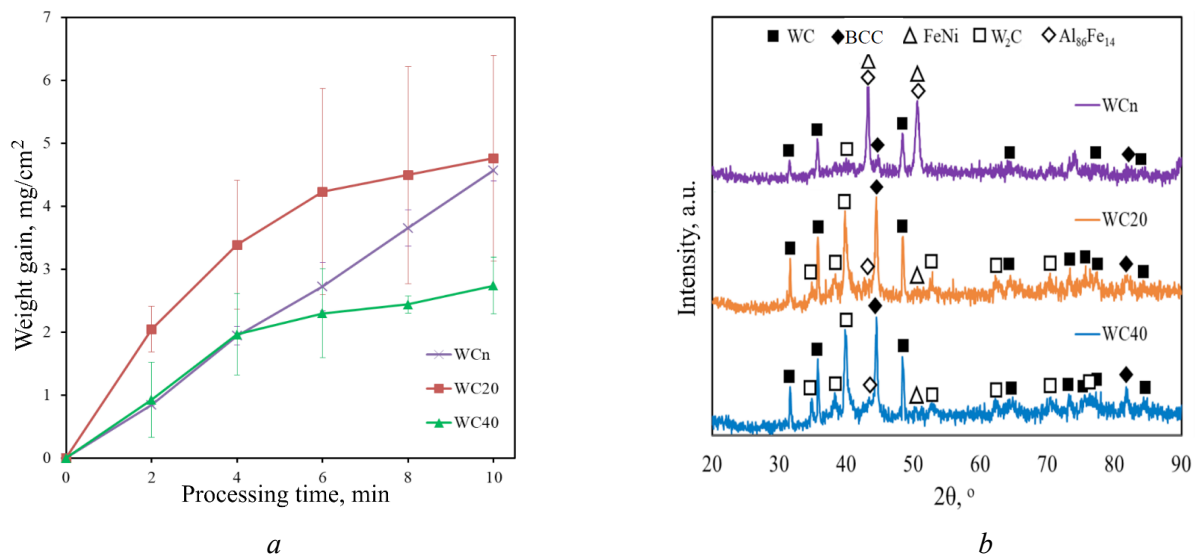 Weight gain, mg/cm²
7
6
5
4
3
2
1
0
0 2 4 6 8 10
Processing time, min
WCn
WC20
WC40
a
WC BCC FeNi W₂C Al₈₆Fe₁₄
WCn
WC20
WC40
Intensity, a.u.
20 30 40 50 60 70 80 90
2θ, °
b